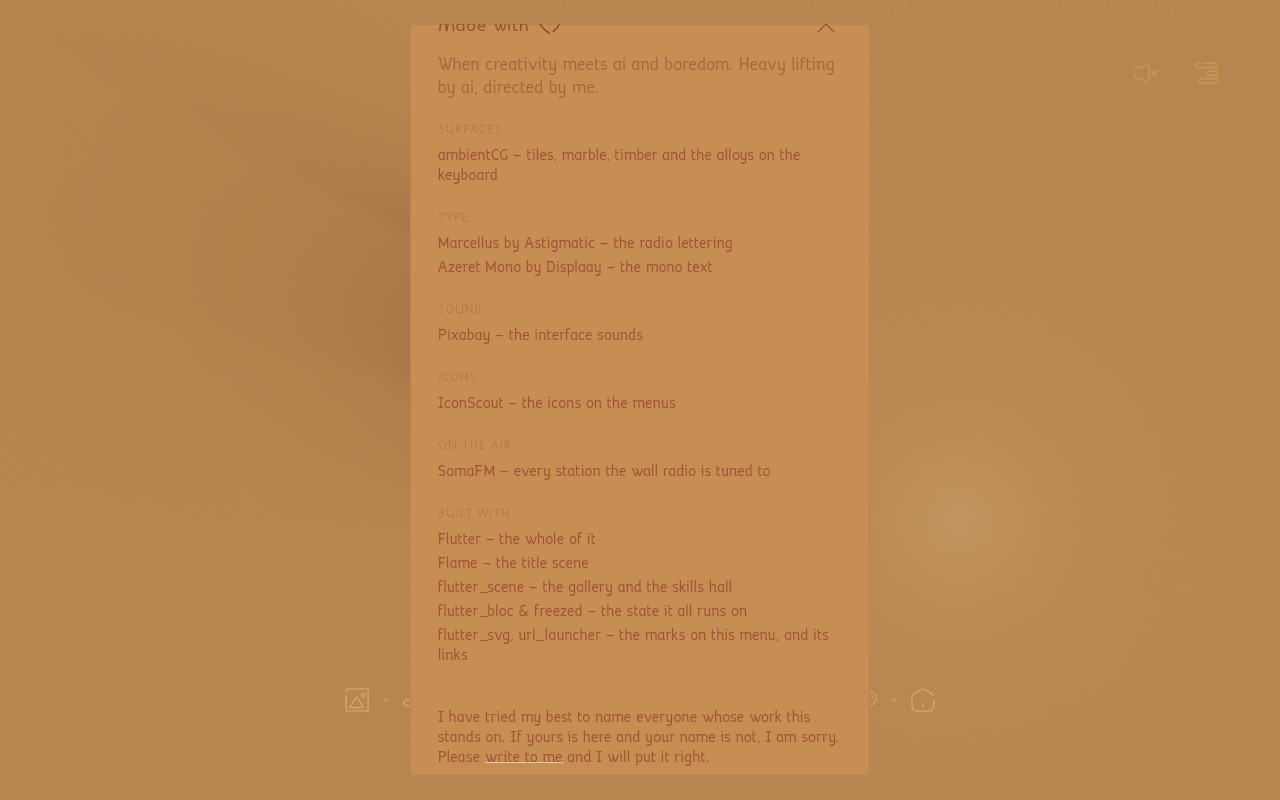 Made with
When creativity meets ai and boredom. Heavy lifting
by ai, directed by me.
SURFACES
ambientCG – tiles, marble, timber and the alloys on the
keyboard
TYPE
Marcellus by Astigmatic – the radio lettering
Azeret Mono by Displaay – the mono text
SOUND
Pixabay – the interface sounds
ICONS
IconScout – the icons on the menus
ON THE AIR
SomaFM – every station the wall radio is tuned to
BUILT WITH
Flutter – the whole of it
Flame – the title scene
flutter_scene – the gallery and the skills hall
flutter_bloc & freezed – the state it all runs on
flutter_svg, url_launcher – the marks on this menu, and its
links
I have tried my best to name everyone whose work this
stands on. If yours is here and your name is not, I am sorry.
Please write to me and I will put it right.